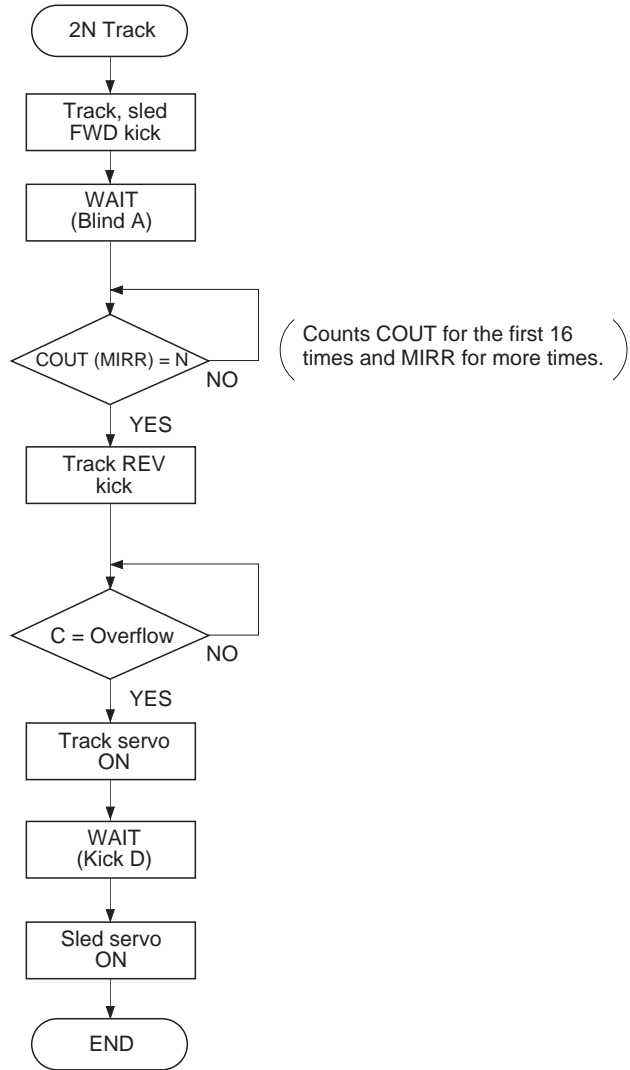 2N Track
Track, sled
FWD kick
WAIT
(Blind A)
COUT (MIRR) = N
NO
Counts COUT for the first 16
times and MIRR for more times.
YES
Track REV
kick
C = Overflow
NO
YES
Track servo
ON
WAIT
(Kick D)
Sled servo
ON
END